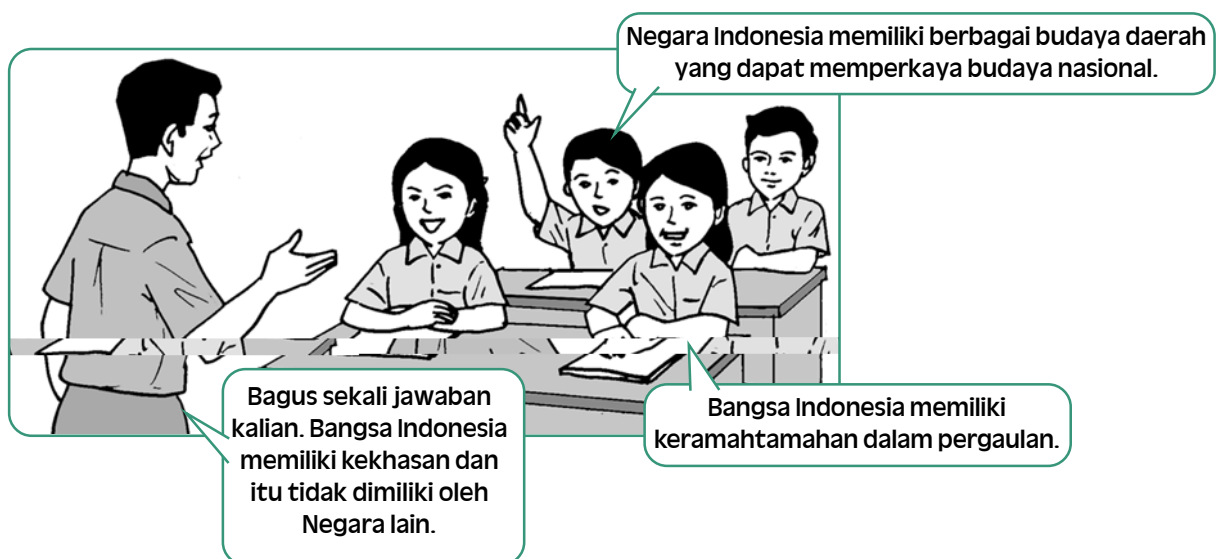 Negara Indonesia memiliki berbagai budaya daerah
yang dapat memperkaya budaya nasional.
Bagus sekali jawaban
kalian. Bangsa Indonesia
memiliki kekhasan dan
itu tidak dimiliki oleh
Negara lain.
Bangsa Indonesia memiliki
keramahtamahan dalam pergaulan.